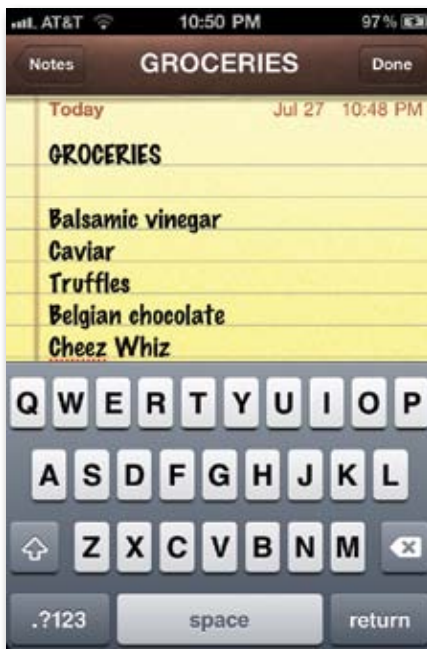 AT&T 10:50 PM 97%
Notes GROCERIES Done
Today Jul 27 10:48 PM
GROCERIES
Balsamic vinegar
Caviar
Truffles
Belgian chocolate
Cheez Whiz
Q W E R T Y U I O P
A S D F G H J K L
Z X C V B N M
.?123 space return